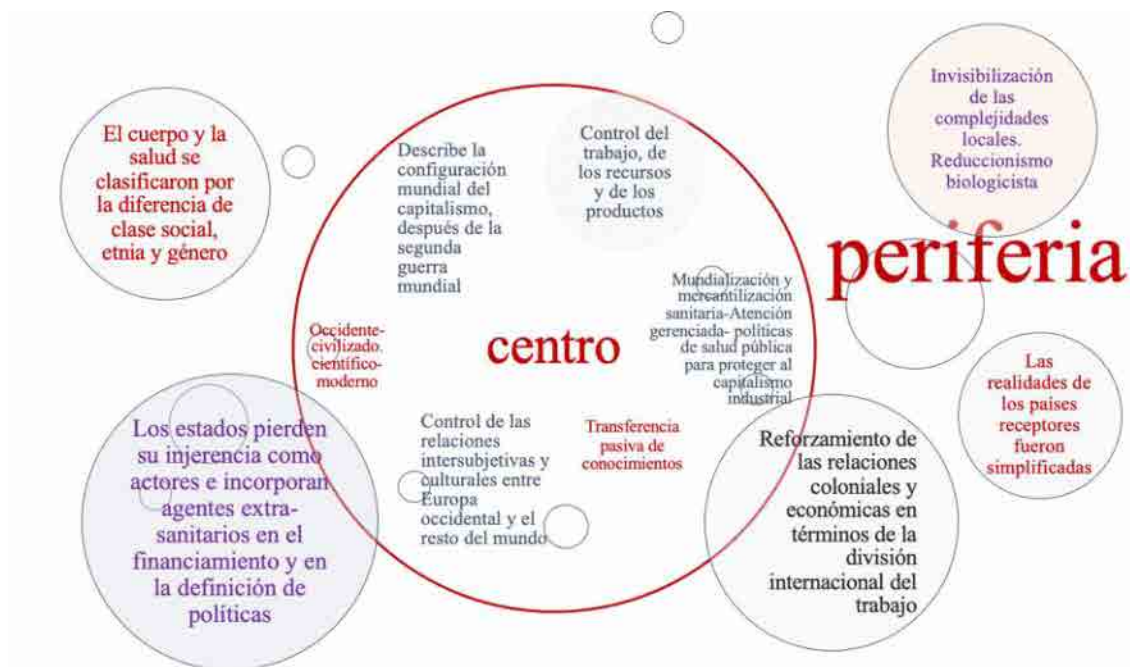 El cuerpo y la
salud se
clasificaron por
la diferencia de
clase social,
etnia y género
Describe la
configuración
mundial del
capitalismo,
después de la
segunda
guerra
mundial
Control del
trabajo, de
los recursos
y de los
productos
Invisibilización
de las
complejidades
locales.
Reduccionismo
biologicista
periferia
Occidente-
civilizado.
científico-
moderno
centro
Mundialización y
mercantilización
sanitaria-Atención
gerenciada- políticas
de salud pública
para proteger al
capitalismo
industrial
Las
realidades de
los países
receptores
fueron
simplificadas
Los estados pierden
su injerencia como
actores e incorporan
agentes extra-
sanitarios en el
financiamiento y en
la definición de
políticas
Control de las
relaciones
intersubjetivas y
culturales entre
Europa
occidental y el
resto del mundo
Transferencia
pasiva de
conocimientos
Reforzamiento de
las relaciones
coloniales y
económicas en
términos de la
división
internacional del
trabajo